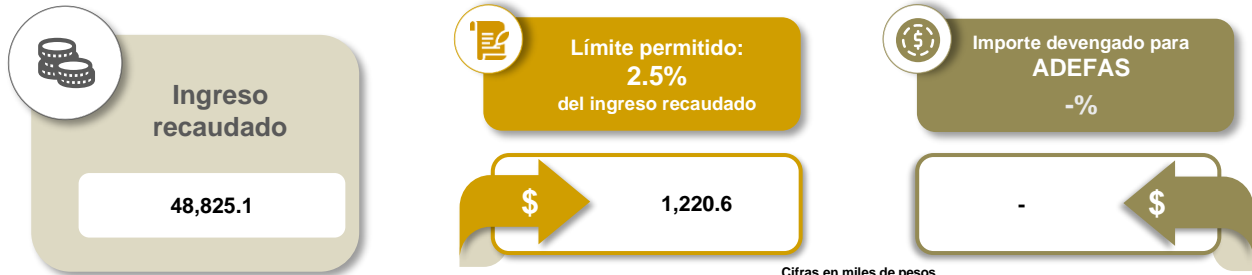 Ingreso
recaudado
48,825.1
Límite permitido:
2.5%
del ingreso recaudado
$
1,220.6
Importe devengado para
ADEFAS
-%
-
$
Cifras en miles de pesos